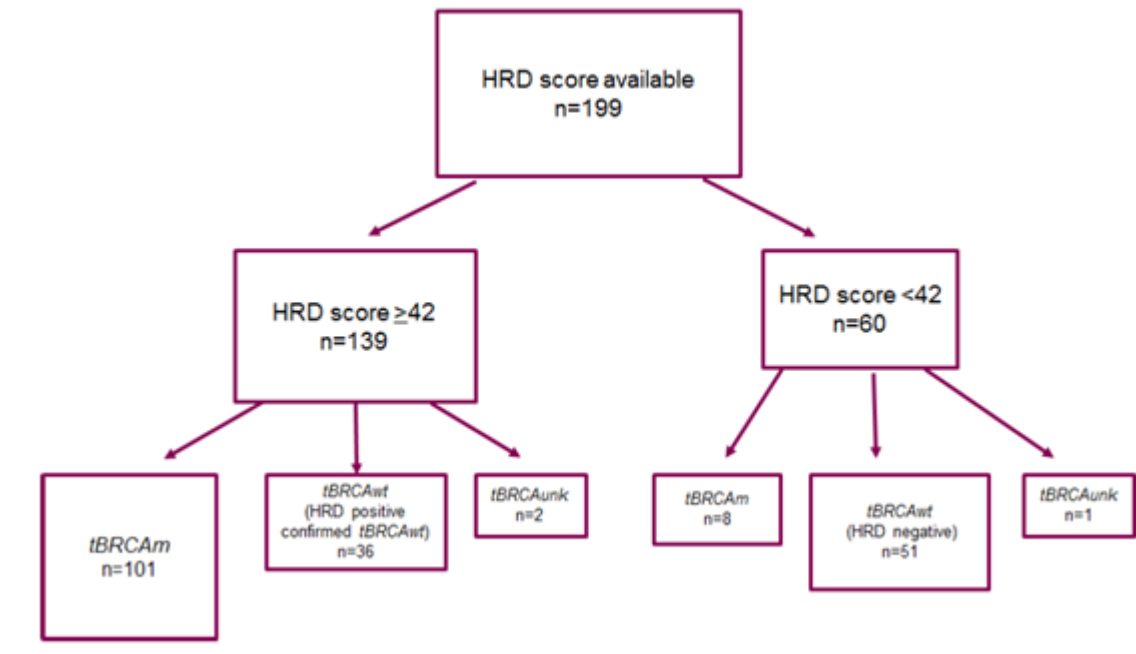 HRD score available
n=199
HRD score ≥42
n=139
HRD score <42
n=60
tBRCAm
n=101
tBRCAwt
(HRD positive
confirmed tBRCAwt)
n=36
tBRCAunk
n=2
tBRCAm
n=8
tBRCAwt
(HRD negative)
n=51
tBRCAunk
n=1